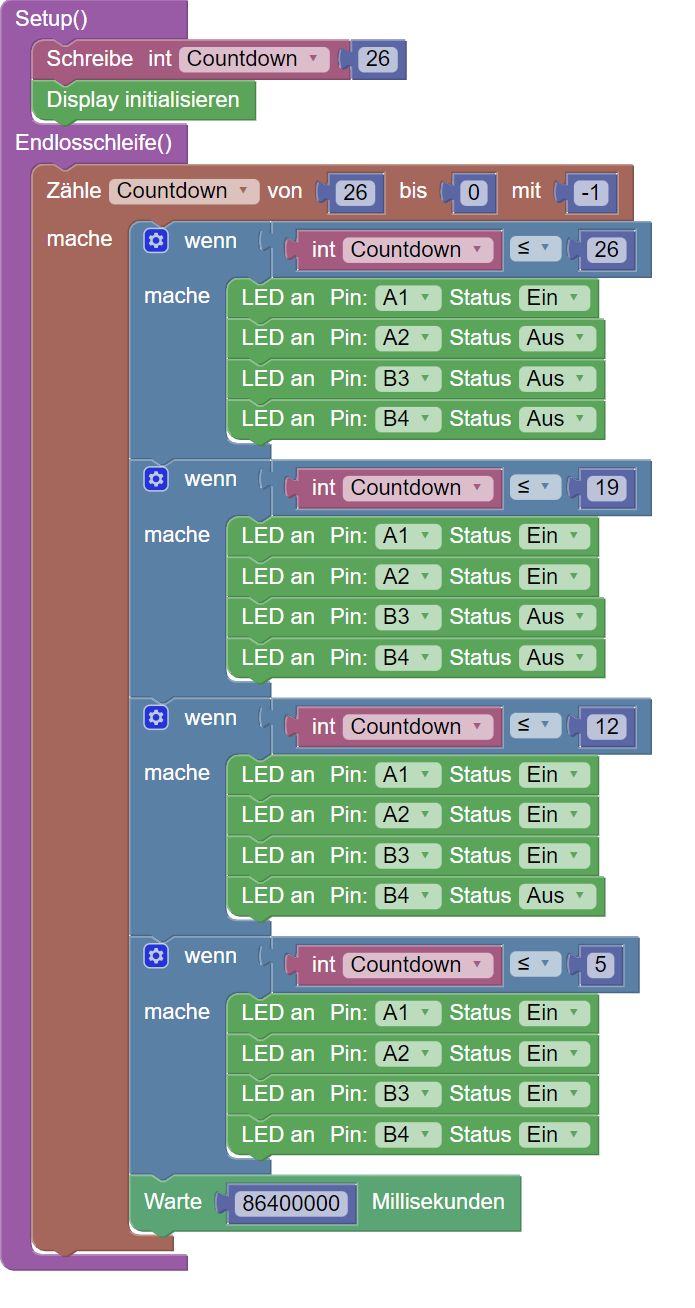 Setup()
Schreibe int Countdown 26
Display initialisieren
Endlosschleife()
Zähle Countdown von 26 bis 0 mit -1
mache wenn int Countdown ≤ 26
mache LED an Pin: A1 Status Ein
LED an Pin: A2 Status Aus
LED an Pin: B3 Status Aus
LED an Pin: B4 Status Aus
wenn int Countdown ≤ 19
mache LED an Pin: A1 Status Ein
LED an Pin: A2 Status Ein
LED an Pin: B3 Status Aus
LED an Pin: B4 Status Aus
wenn int Countdown ≤ 12
mache LED an Pin: A1 Status Ein
LED an Pin: A2 Status Ein
LED an Pin: B3 Status Ein
LED an Pin: B4 Status Aus
wenn int Countdown ≤ 5
mache LED an Pin: A1 Status Ein
LED an Pin: A2 Status Ein
LED an Pin: B3 Status Ein
LED an Pin: B4 Status Ein
Warte 86400000 Millisekunden